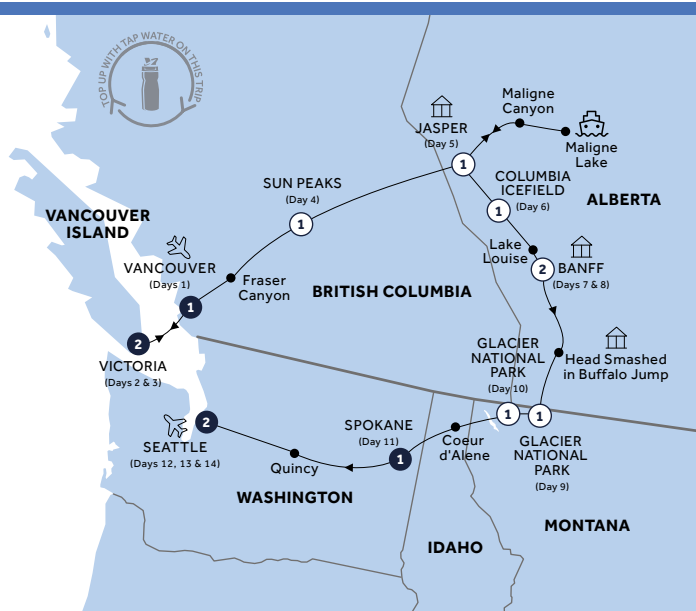 TOP UP WITH TAP WATER ON THIS TRIP
Maligne
Canyon
JASPER
(Day 5)
1
Maligne
Lake
SUN PEAKS
(Day 4)
1
COLUMBIA
ICEFIELD
(Day 6)
1
ALBERTA
VANCOUVER
ISLAND
Lake
Louise
VANCOUVER
(Days 1)
1
Fraser
Canyon
BRITISH COLUMBIA
2
BANFF
(Days 7 & 8)
2
VICTORIA
(Days 2 & 3)
GLACIER
NATIONAL
PARK
(Day 10)
1
Head Smashed
in Buffalo Jump
1
GLACIER
NATIONAL
PARK
(Day 9)
2
SEATTLE
(Days 12, 13 & 14)
SPOKANE
(Day 11)
1
Coeur
d'Alene
Quincy
WASHINGTON
MONTANA
IDAHO